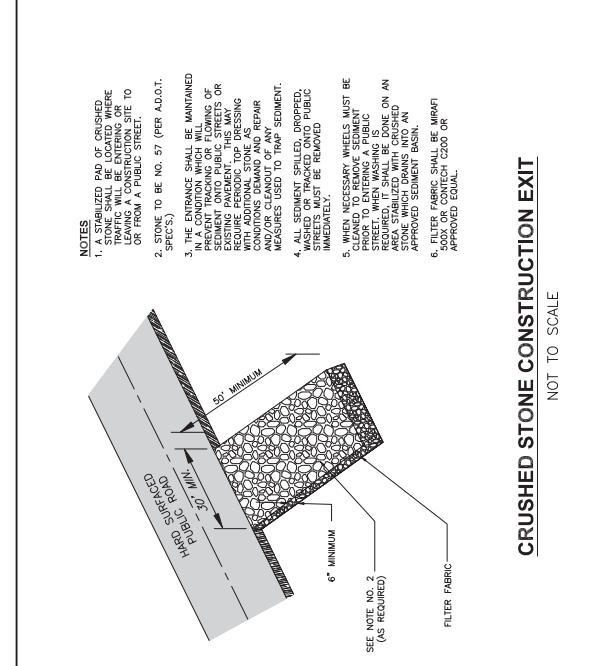 NOTES
1. A STABILIZED PAD OF CRUSHED
STONE SHALL BE LOCATED WHERE
TRAFFIC WILL BE ENTERING OR
LEAVING A CONSTRUCTION SITE TO
OR FROM A PUBLIC STREET.
2. STONE TO BE NO. 57 (PER A.D.O.T.
SPEC'S.)
3. THE ENTRANCE SHALL BE MAINTAINED
IN A CONDITION WHICH WILL
PREVENT TRACKING OR FLOWING OF
SEDIMENT ONTO PUBLIC STREETS OR
EXISTING PAVEMENT. THIS MAY
REQUIRE PERIODIC TOP DRESSING
WITH ADDITIONAL STONE AS
CONDITIONS DEMAND AND REPAIR
AND/OR CLEANOUT OF ANY
MEASURES USED TO TRAP SEDIMENT.
4. ALL SEDIMENT SPILLED, DROPPED,
WASHED OR TRACKED ONTO PUBLIC
STREETS MUST BE REMOVED
IMMEDIATELY.
5. WHEN NECESSARY WHEELS MUST BE
CLEANED TO REMOVE SEDIMENT
PRIOR TO ENTERING A PUBLIC
STREET, WHEN WASHING IS
REQUIRED, IT SHALL BE DONE ON AN
AREA STABILIZED WITH CRUSHED
STONE WHICH DRAINS INTO AN
APPROVED SEDIMENT BASIN.
6. FILTER FABRIC SHALL BE MIRAFI
500X OR CONTECH C200 OR
APPROVED EQUAL.
HARD SURFACED
PUBLIC ROAD
30' MIN.
50' MINIMUM
6" MINIMUM
SEE NOTE NO. 2
(AS REQUIRED)
FILTER FABRIC
CRUSHED STONE CONSTRUCTION EXIT
NOT TO SCALE